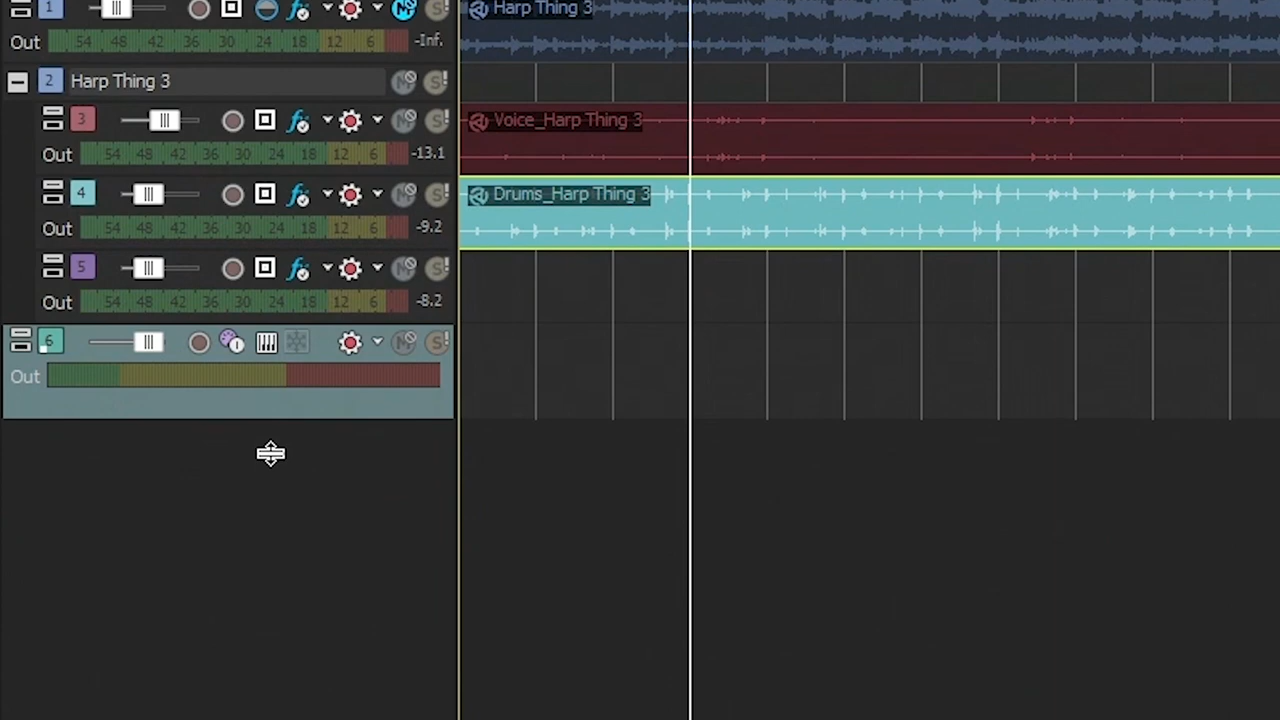 1 Harp Thing 3
Out 54 48 42 36 30 24 18 12 6 -Inf.
2 Harp Thing 3
3 Voice_Harp Thing 3
Out 54 48 42 36 30 24 18 12 6 -13.1
4 Drums_Harp Thing 3
Out 54 48 42 36 30 24 18 12 6 -9.2
5
Out 54 48 42 36 30 24 18 12 6 -8.2
6
Out